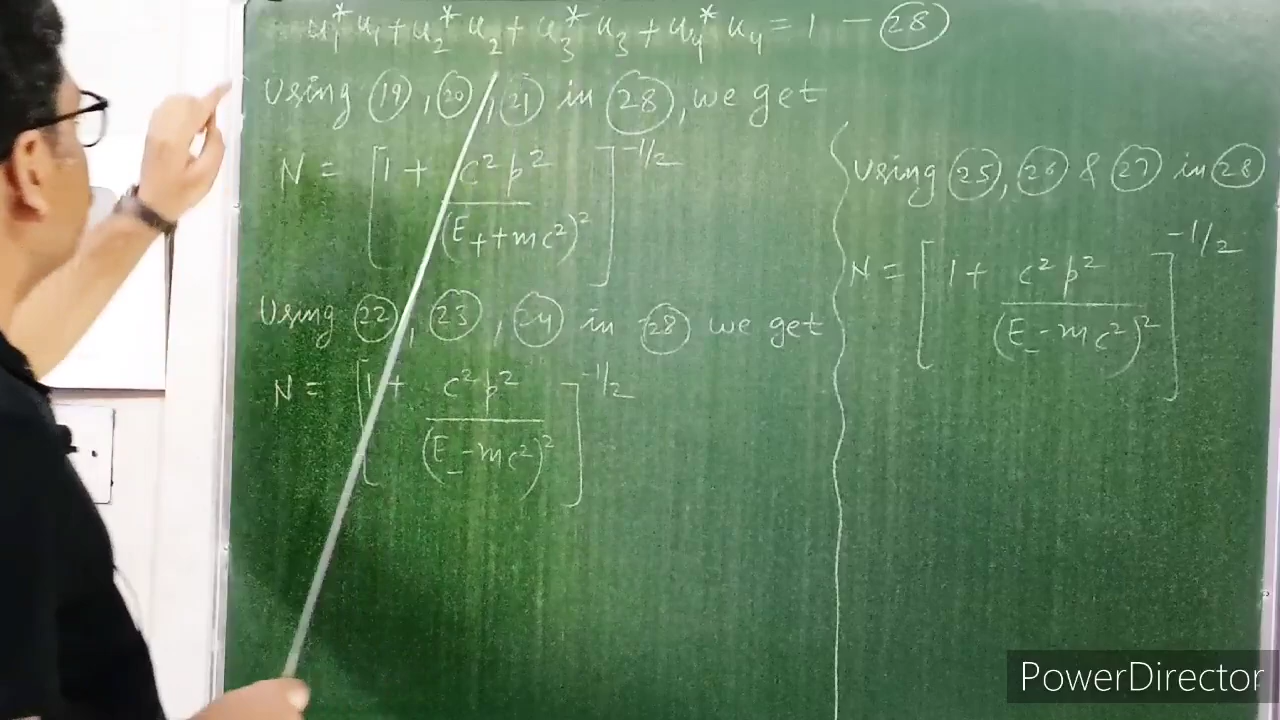 u₁* u₁ + u₂* u₂ + u₃* u₃ + u₄* u₄ = 1 — (28)
Using (19), (20), (21) in (28), we get
N = [1 + c²p² / (E₊ + mc²)²]^(-1/2)
Using (22), (23), (24) in (28) we get
N = [1 + c²p² / (E₋ - mc²)²]^(-1/2)
Using (25), (26) & (27) in (28)
N = [1 + c²p² / (E₋ - mc²)²]^(-1/2)
PowerDirector